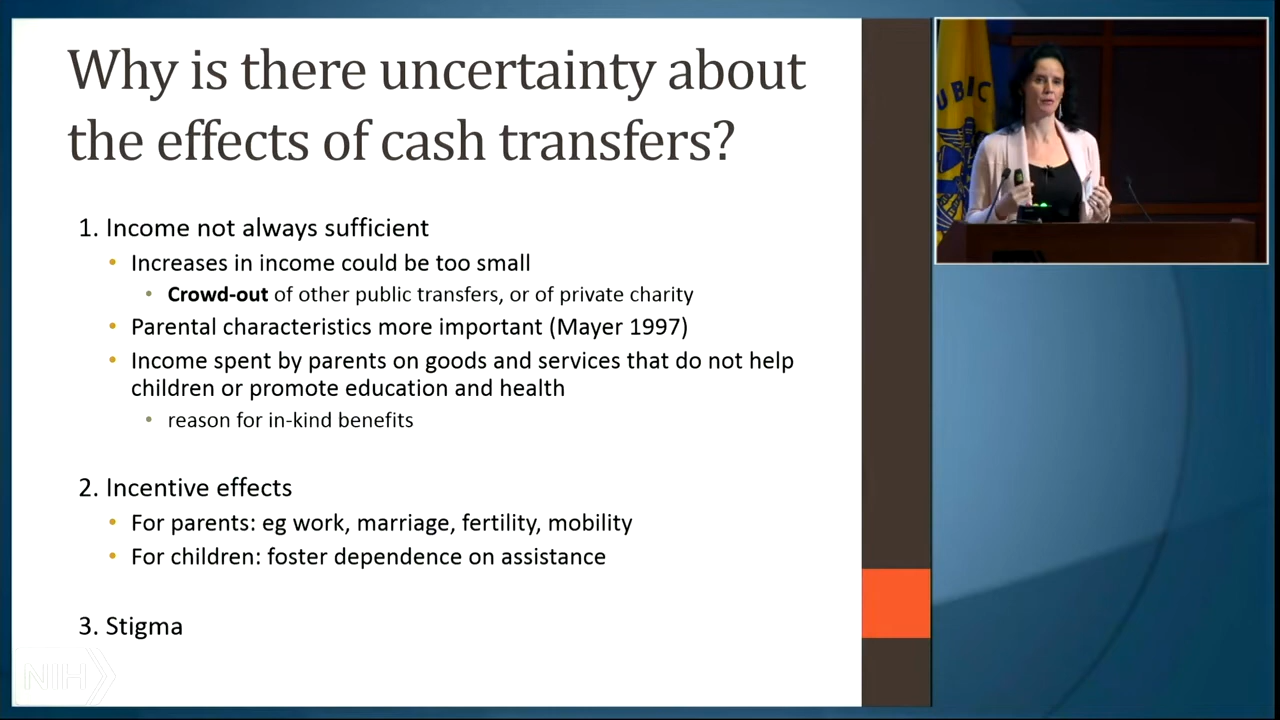 Why is there uncertainty about
the effects of cash transfers?
1. Income not always sufficient
• Increases in income could be too small
• Crowd-out of other public transfers, or of private charity
• Parental characteristics more important (Mayer 1997)
• Income spent by parents on goods and services that do not help
children or promote education and health
• reason for in-kind benefits
2. Incentive effects
• For parents: eg work, marriage, fertility, mobility
• For children: foster dependence on assistance
3. Stigma
NIH
UBLIC